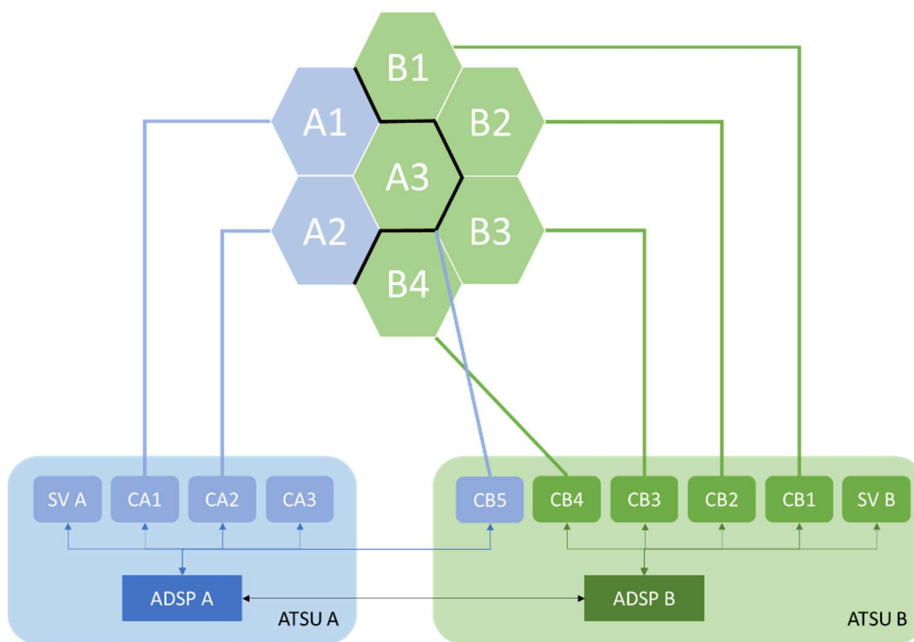 B1
A1
B2
A3
A2
B3
B4
SV A
CA1
CA2
CA3
CB5
CB4
CB3
CB2
CB1
SV B
ADSP A
ADSP B
ATSU A
ATSU B